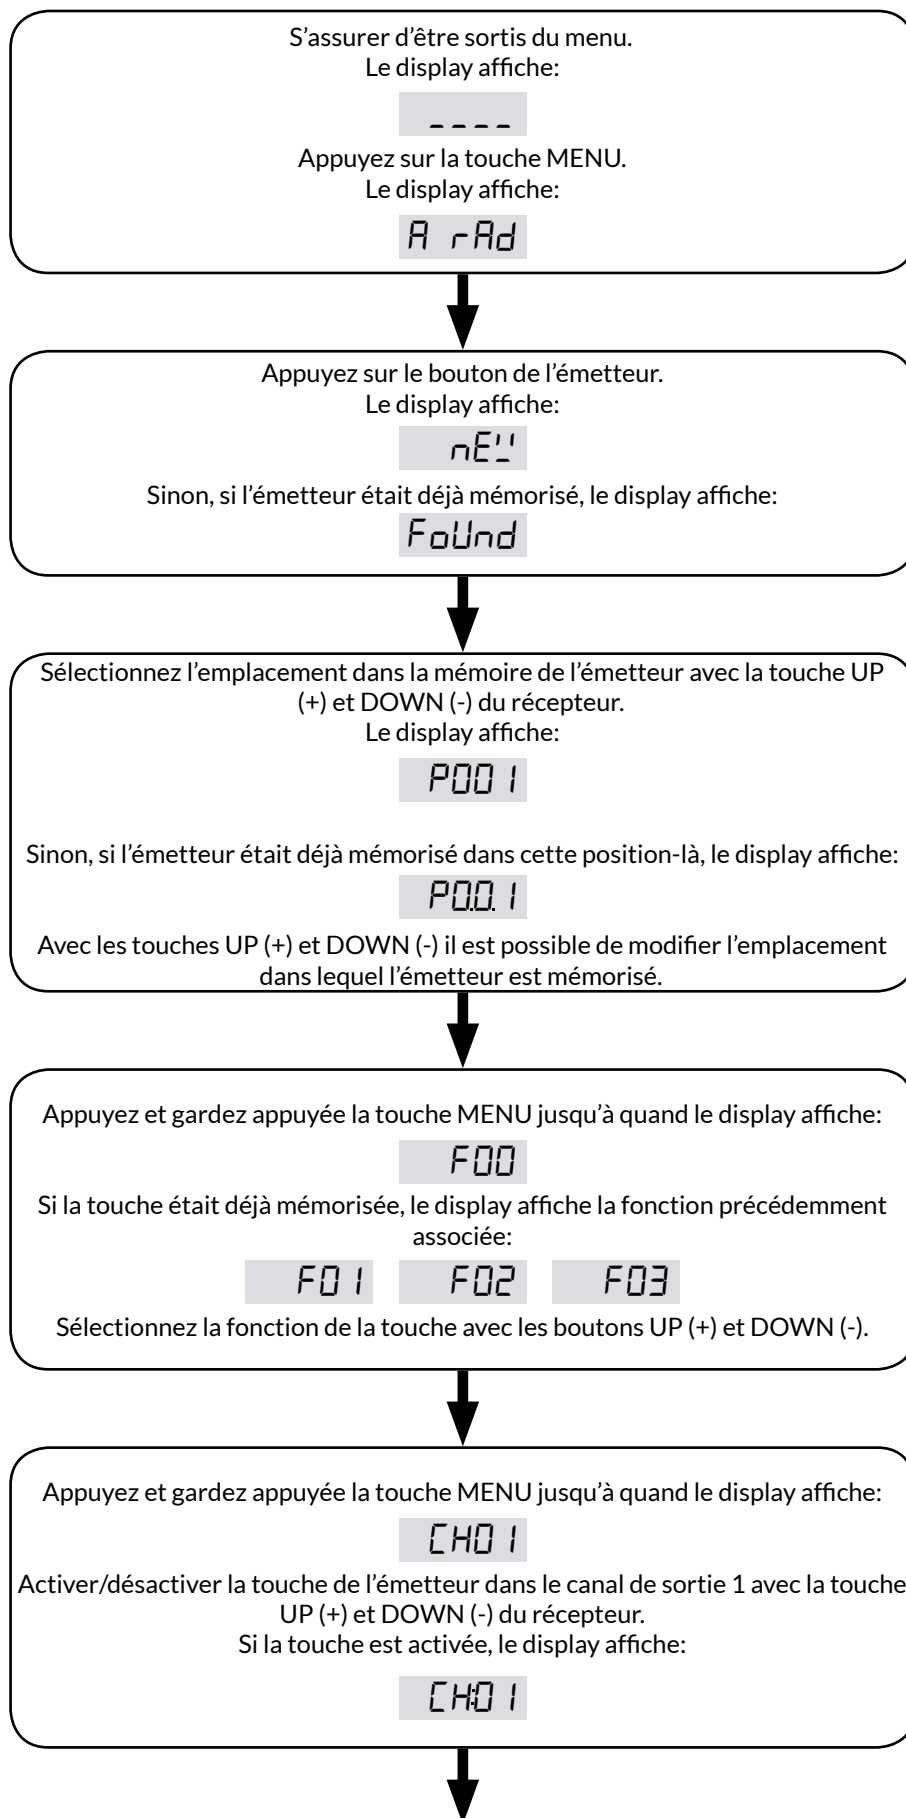 S’assurer d’être sortis du menu.
Le display affiche:
_ _ _ _
Appuyez sur la touche MENU.
Le display affiche:
A rAd
Appuyez sur le bouton de l’émetteur.
Le display affiche:
nEW
Sinon, si l’émetteur était déjà mémorisé, le display affiche:
FoUnd
Sélectionnez l’emplacement dans la mémoire de l’émetteur avec la touche UP
(+) et DOWN (-) du récepteur.
Le display affiche:
P001
Sinon, si l’émetteur était déjà mémorisé dans cette position-là, le display affiche:
P0.0.1
Avec les touches UP (+) et DOWN (-) il est possible de modifier l’emplacement
dans lequel l’émetteur est mémorisé.
Appuyez et gardez appuyée la touche MENU jusqu’à quand le display affiche:
F00
Si la touche était déjà mémorisée, le display affiche la fonction précédemment
associée:
F01 F02 F03
Sélectionnez la fonction de la touche avec les boutons UP (+) et DOWN (-).
Appuyez et gardez appuyée la touche MENU jusqu’à quand le display affiche:
CH01
Activer/désactiver la touche de l’émetteur dans le canal de sortie 1 avec la touche
UP (+) et DOWN (-) du récepteur.
Si la touche est activée, le display affiche:
CH:01